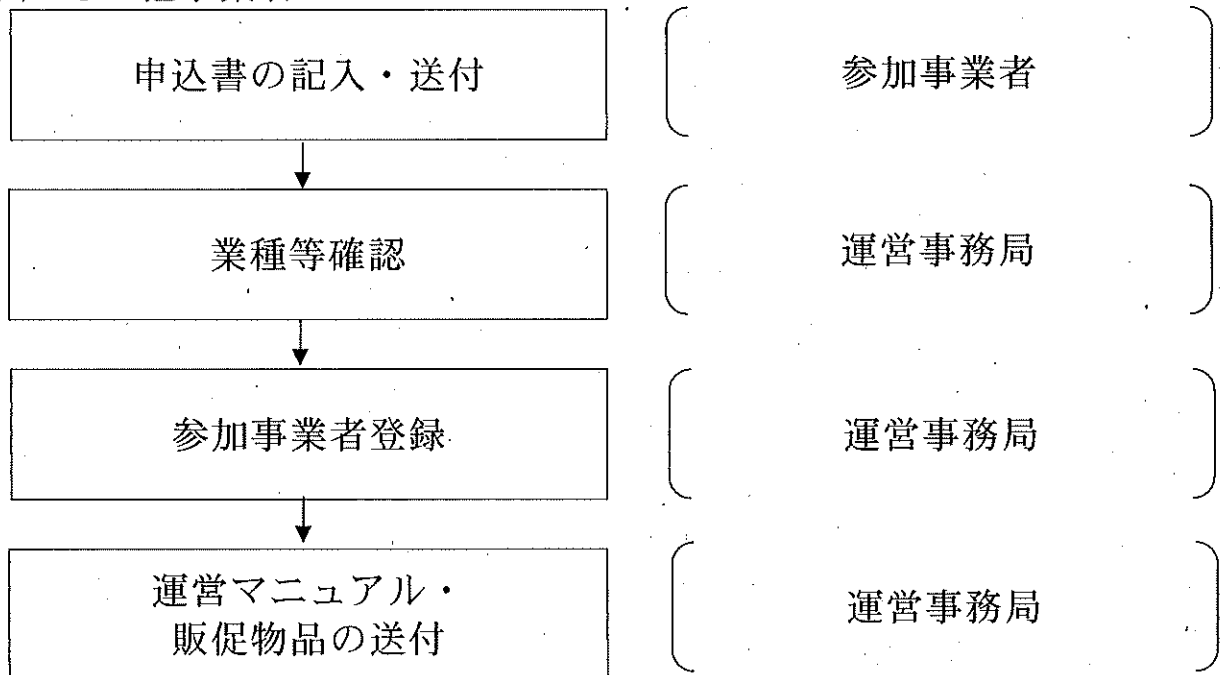 申込書の記入・送付
参加事業者
業種等確認
運営事務局
参加事業者登録
運営事務局
運営マニュアル・
販促物品の送付
運営事務局